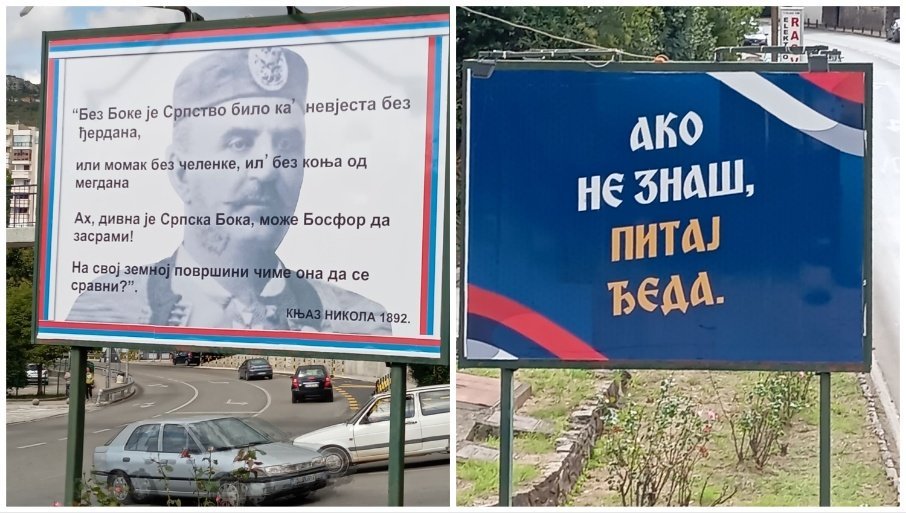 “Без Боке је Српство било ка’ невјеста без
ђердана,
или момак без челенке, ил’ без коња од
мегдана
Ах, дивна је Српска Бока, може Босфор да
засрами!
На свој земној површини чиме она да се
сравни?”.
КЊАЗ НИКОЛА 1892.
АКО
НЕ ЗНАШ,
ПИТАЈ
ЂЕДА.